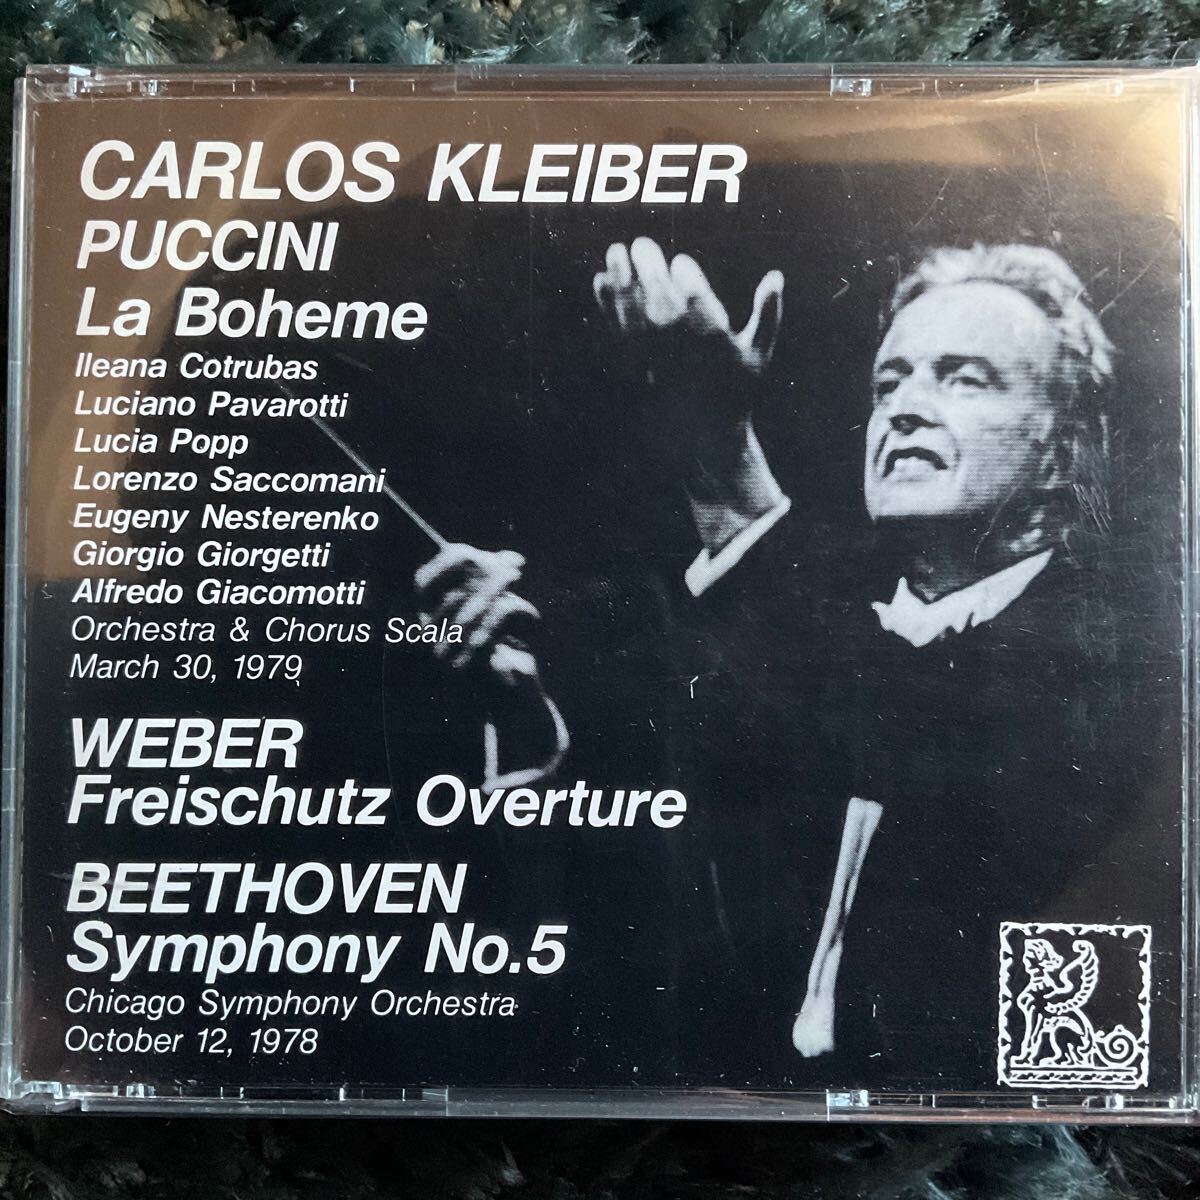 CARLOS KLEIBER
PUCCINI
La Boheme
Ileana Cotrubas
Luciano Pavarotti
Lucia Popp
Lorenzo Saccomani
Eugeny Nesterenko
Giorgio Giorgetti
Alfredo Giacomotti
Orchestra & Chorus Scala
March 30, 1979
WEBER
Freischutz Overture
BEETHOVEN
Symphony No.5
Chicago Symphony Orchestra
October 12, 1978